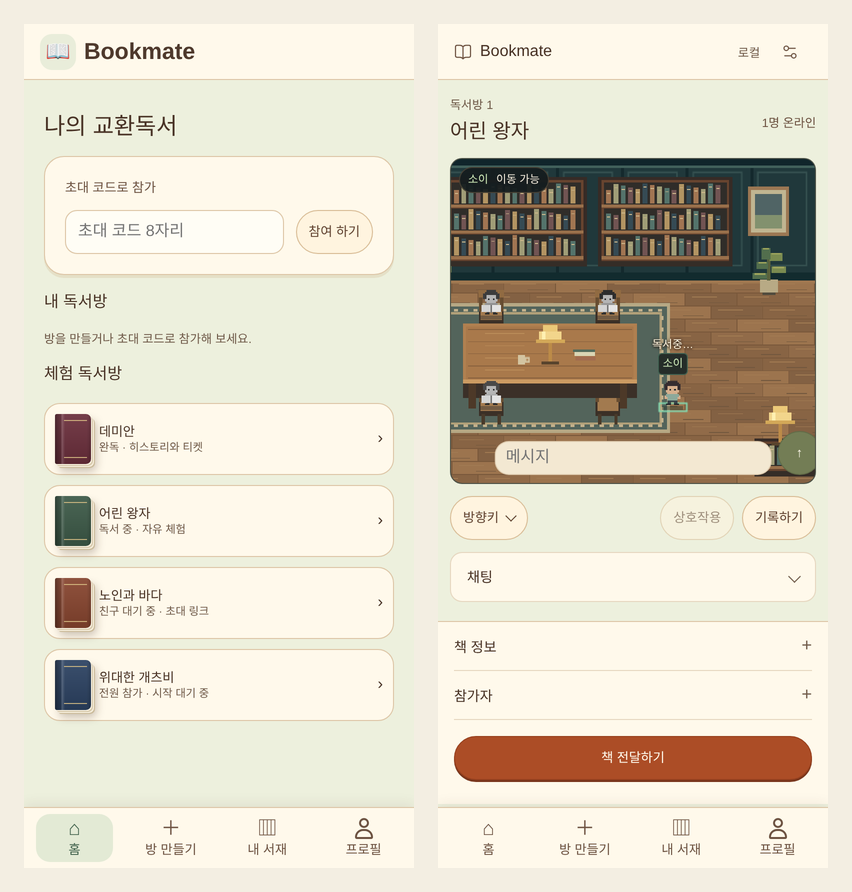 Bookmate
나의 교환독서
초대 코드로 참가
초대 코드 8자리
참여 하기
내 독서방
방을 만들거나 초대 코드로 참가해 보세요.
체험 독서방
데미안
완독 · 히스토리와 티켓
어린 왕자
독서 중 · 자유 체험
노인과 바다
친구 대기 중 · 초대 링크
위대한 개츠비
전원 참가 · 시작 대기 중
홈
방 만들기
내 서재
프로필
Bookmate
로컬
독서방 1
어린 왕자
1명 온라인
소이 이동 가능
독서중...
소이
메시지
방향키
상호작용
기록하기
채팅
책 정보
참가자
책 전달하기
홈
방 만들기
내 서재
프로필